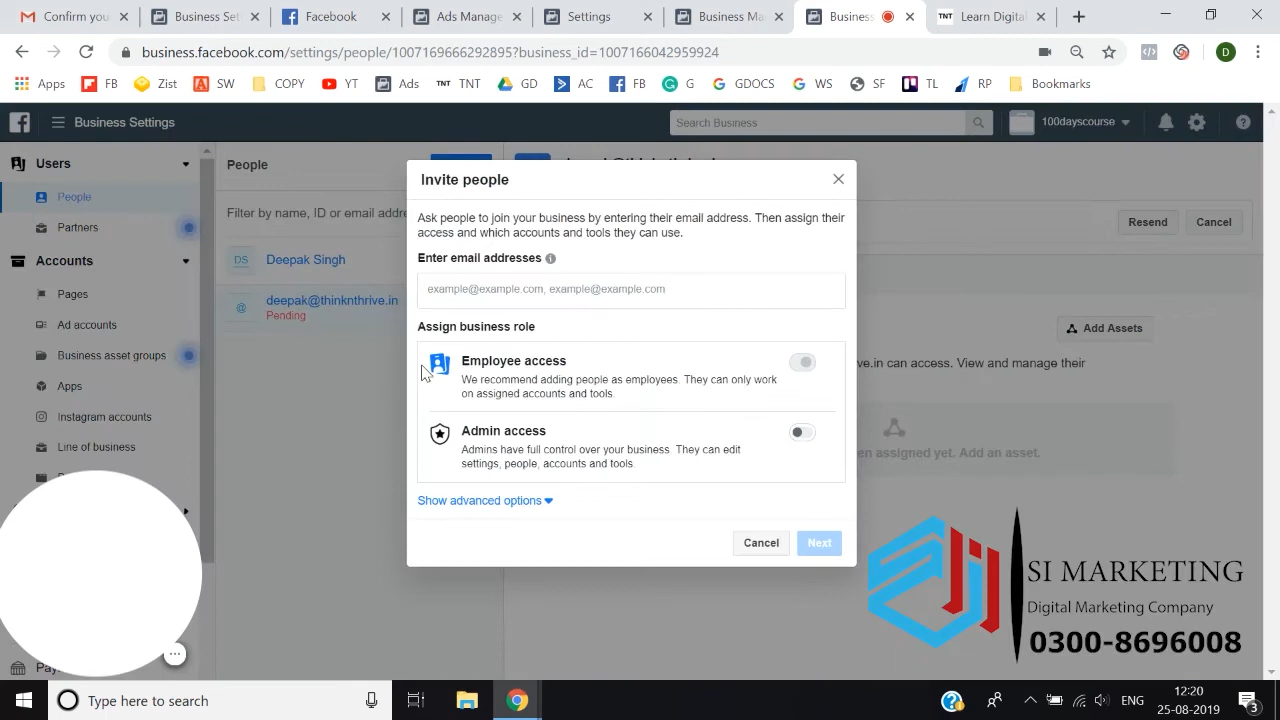 Confirm you
Business Set
Facebook
Ads Manage
Settings
Business Ma
Business
TNT
Learn Digital
business.facebook.com/settings/people/100716966292895?business_id=1007166042959924
D
Apps
FB
Zist
SW
COPY
YT
Ads
TNT
TNT
GD
AC
FB
G
GDOCS
WS
SF
TL
RP
Bookmarks
Business Settings
Search Business
100dayscourse
Users
People
Partners
Accounts
Pages
Ad accounts
Business asset groups
Apps
Instagram accounts
Line of business
People
Filter by name, ID or email addre
DS
Deepak Singh
@
deepak@thinknthrive.in
Pending
Resend
Cancel
Add Assets
ve.in can access. View and manage their
en assigned yet. Add an asset.
Invite people
Ask people to join your business by entering their email address. Then assign their
access and which accounts and tools they can use.
Enter email addresses
example@example.com, example@example.com
Assign business role
Employee access
We recommend adding people as employees. They can only work
on assigned accounts and tools.
Admin access
Admins have full control over your business. They can edit
settings, people, accounts and tools.
Show advanced options
Cancel
Next
SI MARKETING
Digital Marketing Company
0300-8696008
Type here to search
ENG
12:20
25-08-2019
3